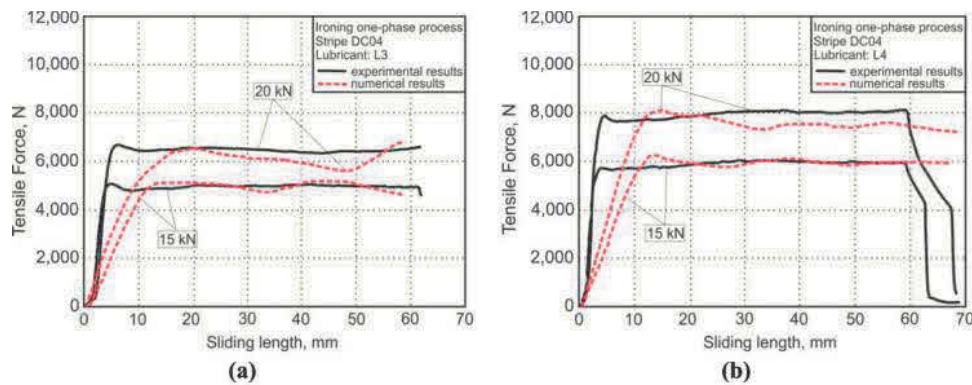 12,000
10,000
8,000
6,000
4,000
2,000
0
Tensile Force, N
Ironing one-phase process
Stripe DC04
Lubricant: L3
experimental results
numerical results
20 kN
15 kN
0 10 20 30 40 50 60 70
Sliding length, mm
(a)
12,000
10,000
8,000
6,000
4,000
2,000
0
Tensile Force, N
Ironing one-phase process
Stripe DC04
Lubricant: L4
experimental results
numerical results
20 kN
15 kN
0 10 20 30 40 50 60 70
Sliding length, mm
(b)